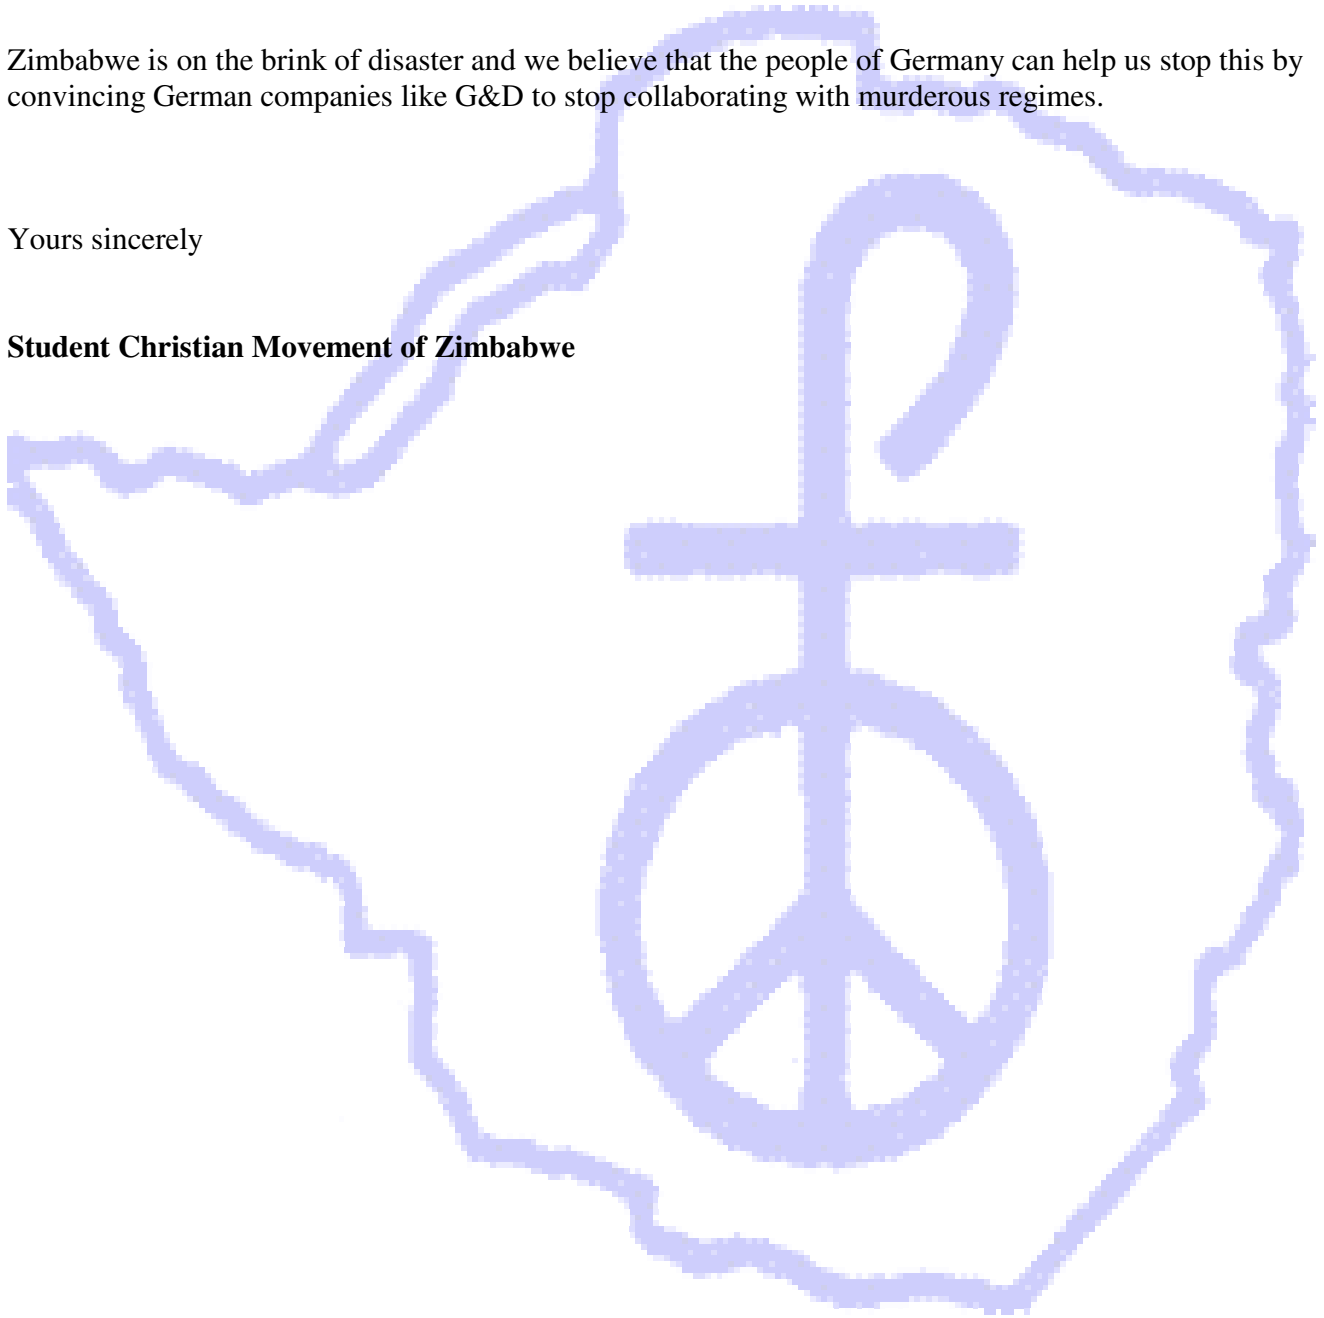 Zimbabwe is on the brink of disaster and we believe that the people of Germany can help us stop this by
convincing German companies like G&D to stop collaborating with murderous regimes.
Yours sincerely
Student Christian Movement of Zimbabwe